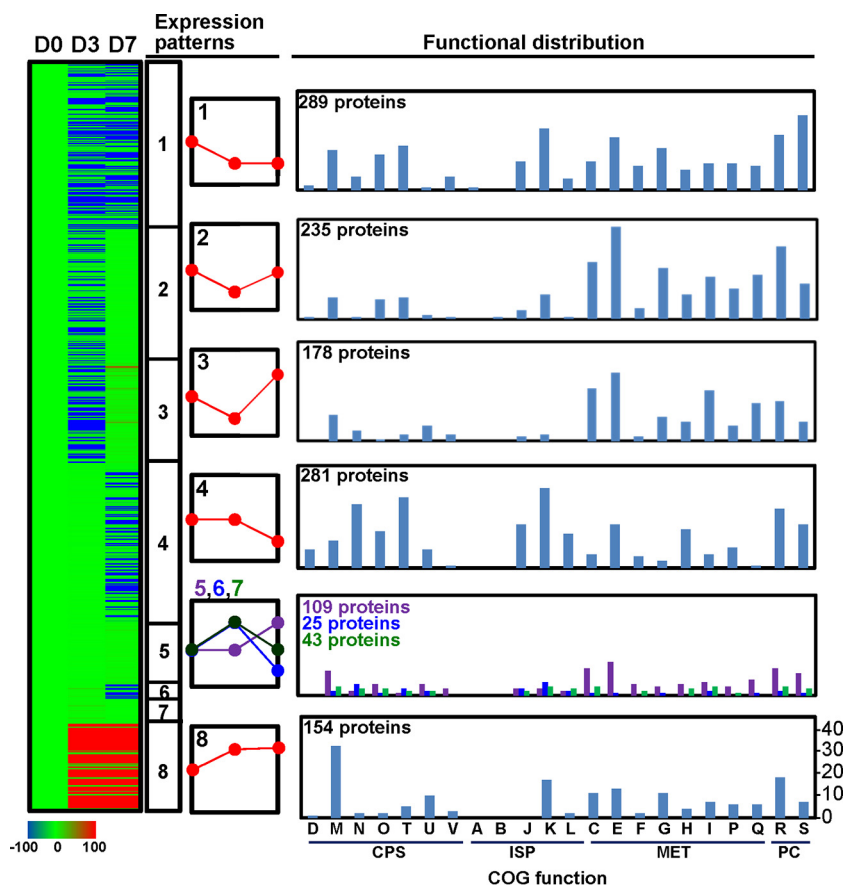 Expression
patterns
D0 D3 D7
Functional distribution
1
1
289 proteins
2
2
235 proteins
3
3
178 proteins
4
4
281 proteins
5,6,7
109 proteins
25 proteins
43 proteins
5
6
7
8
8
154 proteins
40
30
20
10
0
D M N O T U V A B J K L C E F G H I P Q R S
CPS ISP MET PC
COG function
-100 0 100